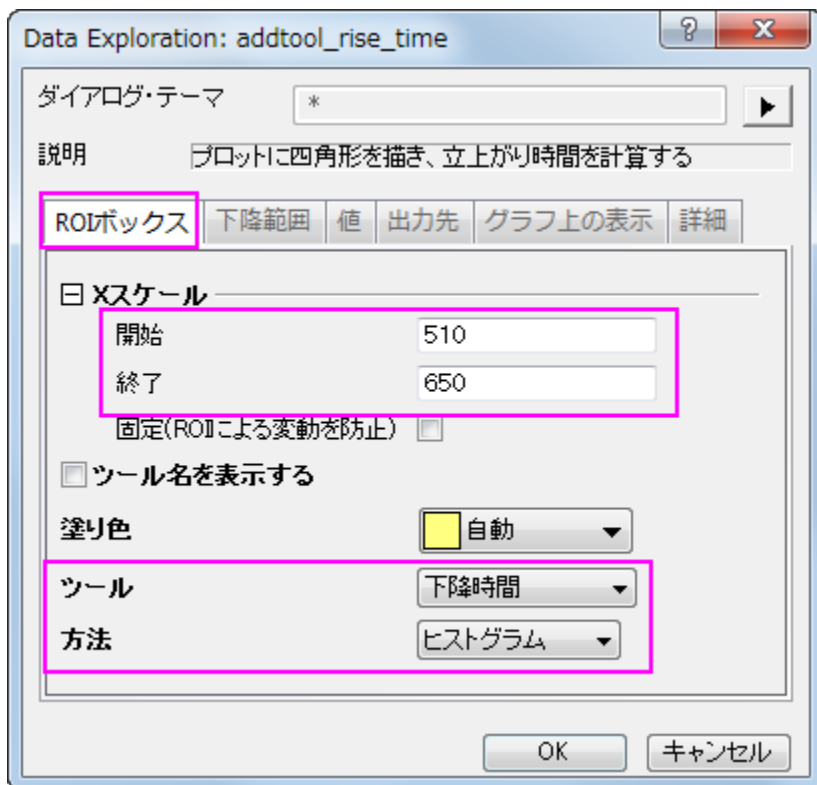 Data Exploration: addtool_rise_time
ダイアログ・テーマ *
説明 プロットに四角形を描き、立上がり時間を計算する
ROIボックス 下降範囲 値 出力先 グラフ上の表示 詳細
Xスケール
開始 510
終了 650
固定(ROIによる変動を防止)
ツール名を表示する
塗り色 自動
ツール 下降時間
方法 ヒストグラム
OK キャンセル